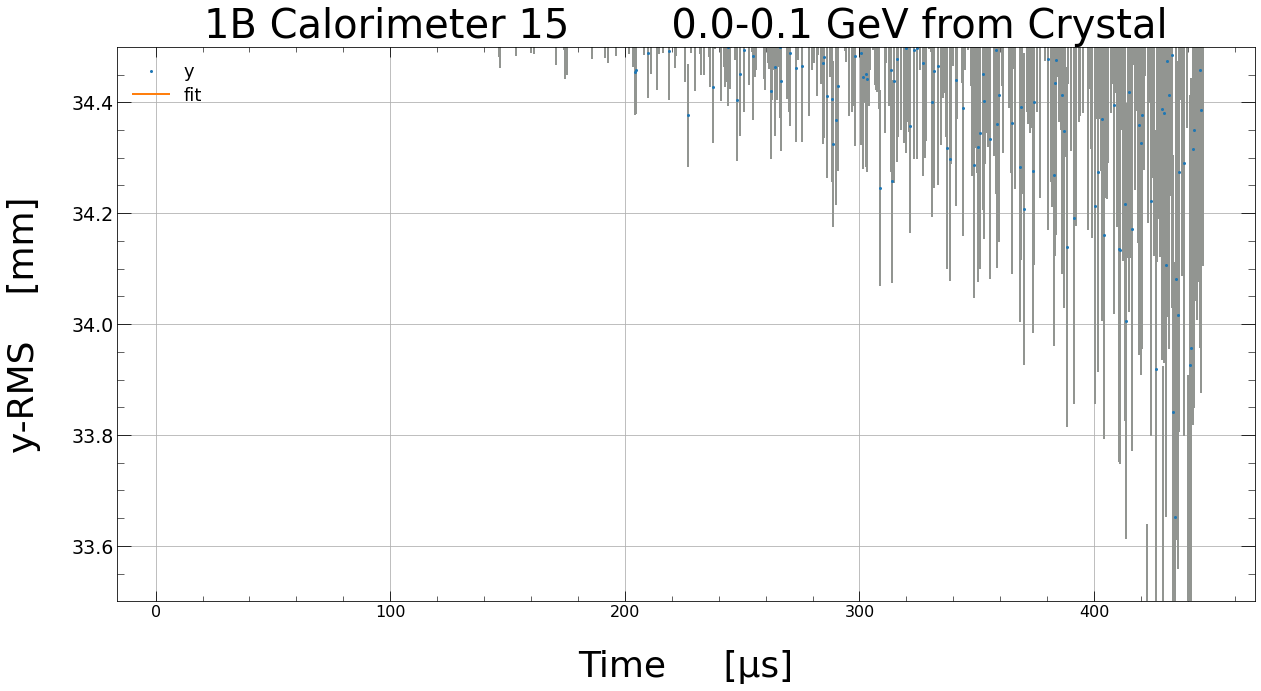 1B Calorimeter 15 0.0-0.1 GeV from Crystal
y
fit
34.4
34.2
34.0
33.8
33.6
y-RMS [mm]
0 100 200 300 400
Time [μs]